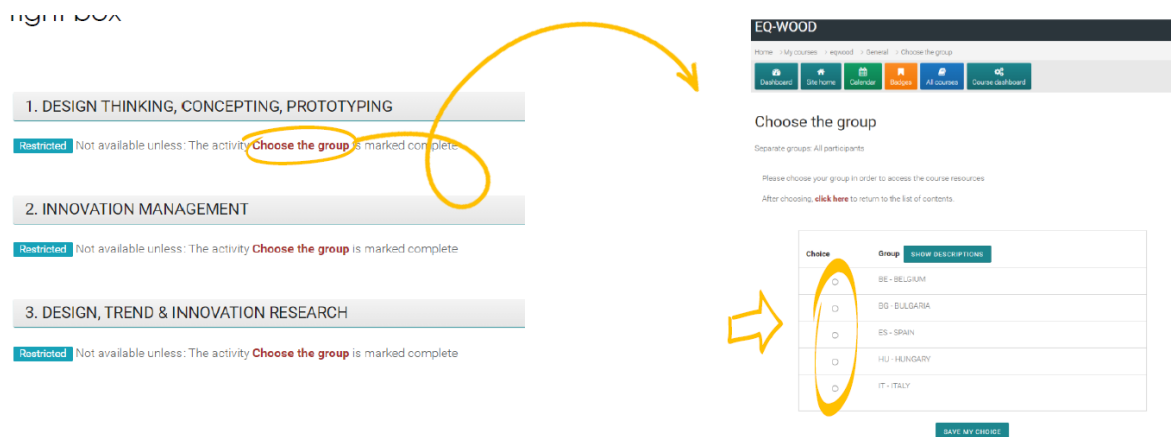 right box
1. DESIGN THINKING, CONCEPTING, PROTOTYPING
Restricted Not available unless: The activity Choose the group is marked complete
2. INNOVATION MANAGEMENT
Restricted Not available unless: The activity Choose the group is marked complete
3. DESIGN, TREND & INNOVATION RESEARCH
Restricted Not available unless: The activity Choose the group is marked complete
EQ-WOOD
Home > My courses > eqwood > General > Choose the group
Dashboard Site home Calendar Badges All courses Course dashboard
Choose the group
Separate groups: All participants
Please choose your group in order to access the course resources
After choosing, click here to return to the list of contents.
Choice Group SHOW DESCRIPTIONS
BE - BELGIUM
BG - BULGARIA
ES - SPAIN
HU - HUNGARY
IT - ITALY
SAVE MY CHOICE